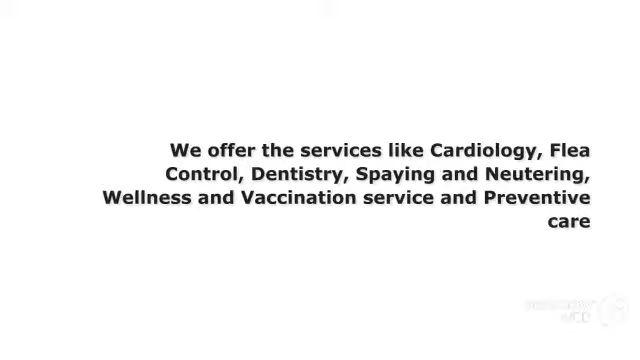 We offer the services like Cardiology, Flea
Control, Dentistry, Spaying and Neutering,
Wellness and Vaccination service and Preventive
care